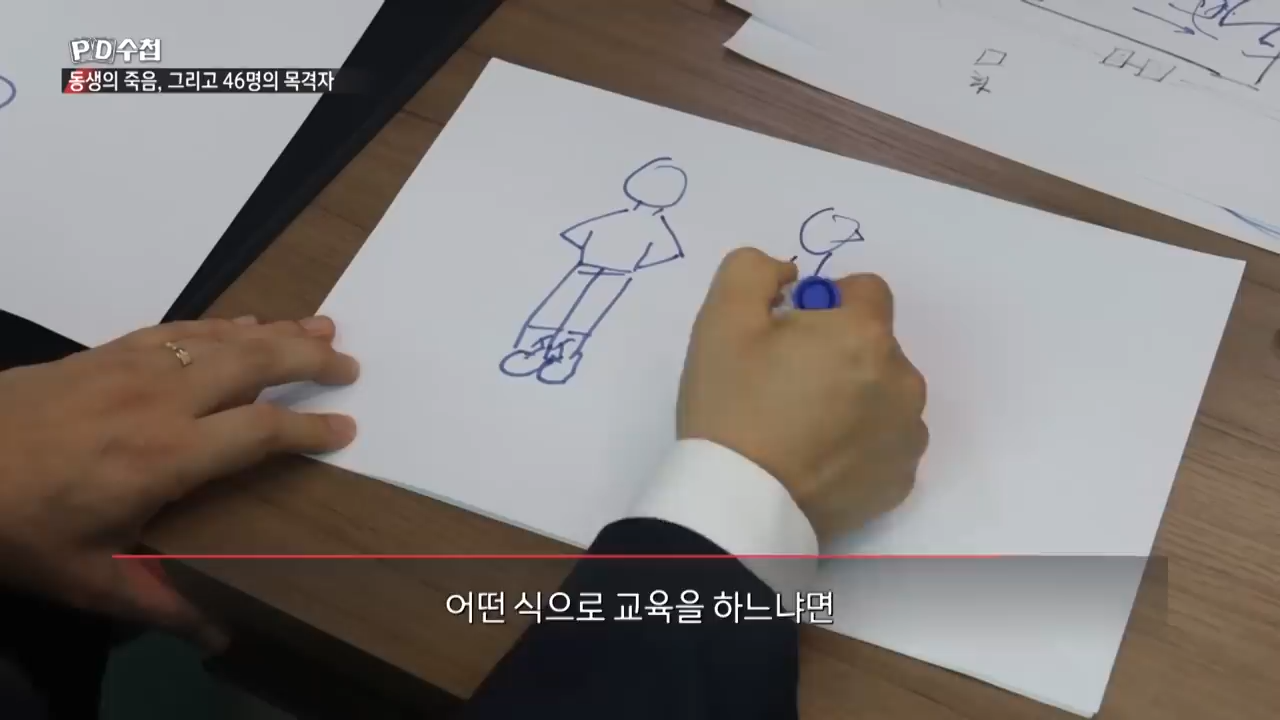 PD수첩
동생의 죽음, 그리고 46명의 목격자
차
어떤 식으로 교육을 하느냐면